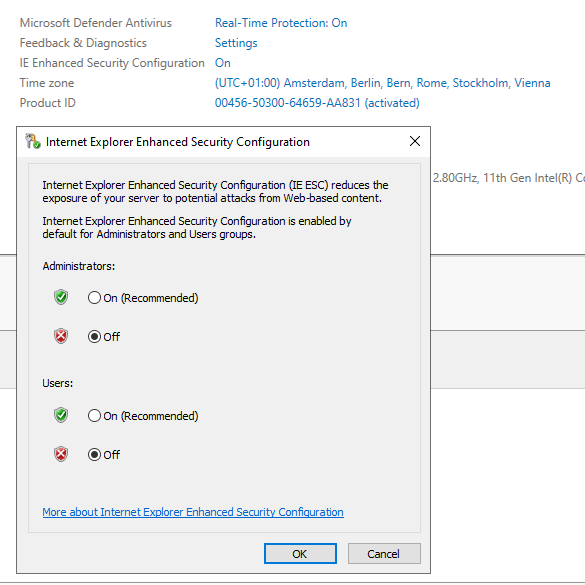 Microsoft Defender Antivirus Real-Time Protection: On
Feedback & Diagnostics Settings
IE Enhanced Security Configuration On
Time zone (UTC+01:00) Amsterdam, Berlin, Bern, Rome, Stockholm, Vienna
Product ID 00456-50300-64659-AA831 (activated)
Internet Explorer Enhanced Security Configuration
2.80GHz, 11th Gen Intel(R)
Internet Explorer Enhanced Security Configuration (IE ESC) reduces the
exposure of your server to potential attacks from Web-based content.
Internet Explorer Enhanced Security Configuration is enabled by
default for Administrators and Users groups.
Administrators:
On (Recommended)
Off
Users:
On (Recommended)
Off
More about Internet Explorer Enhanced Security Configuration
OK Cancel